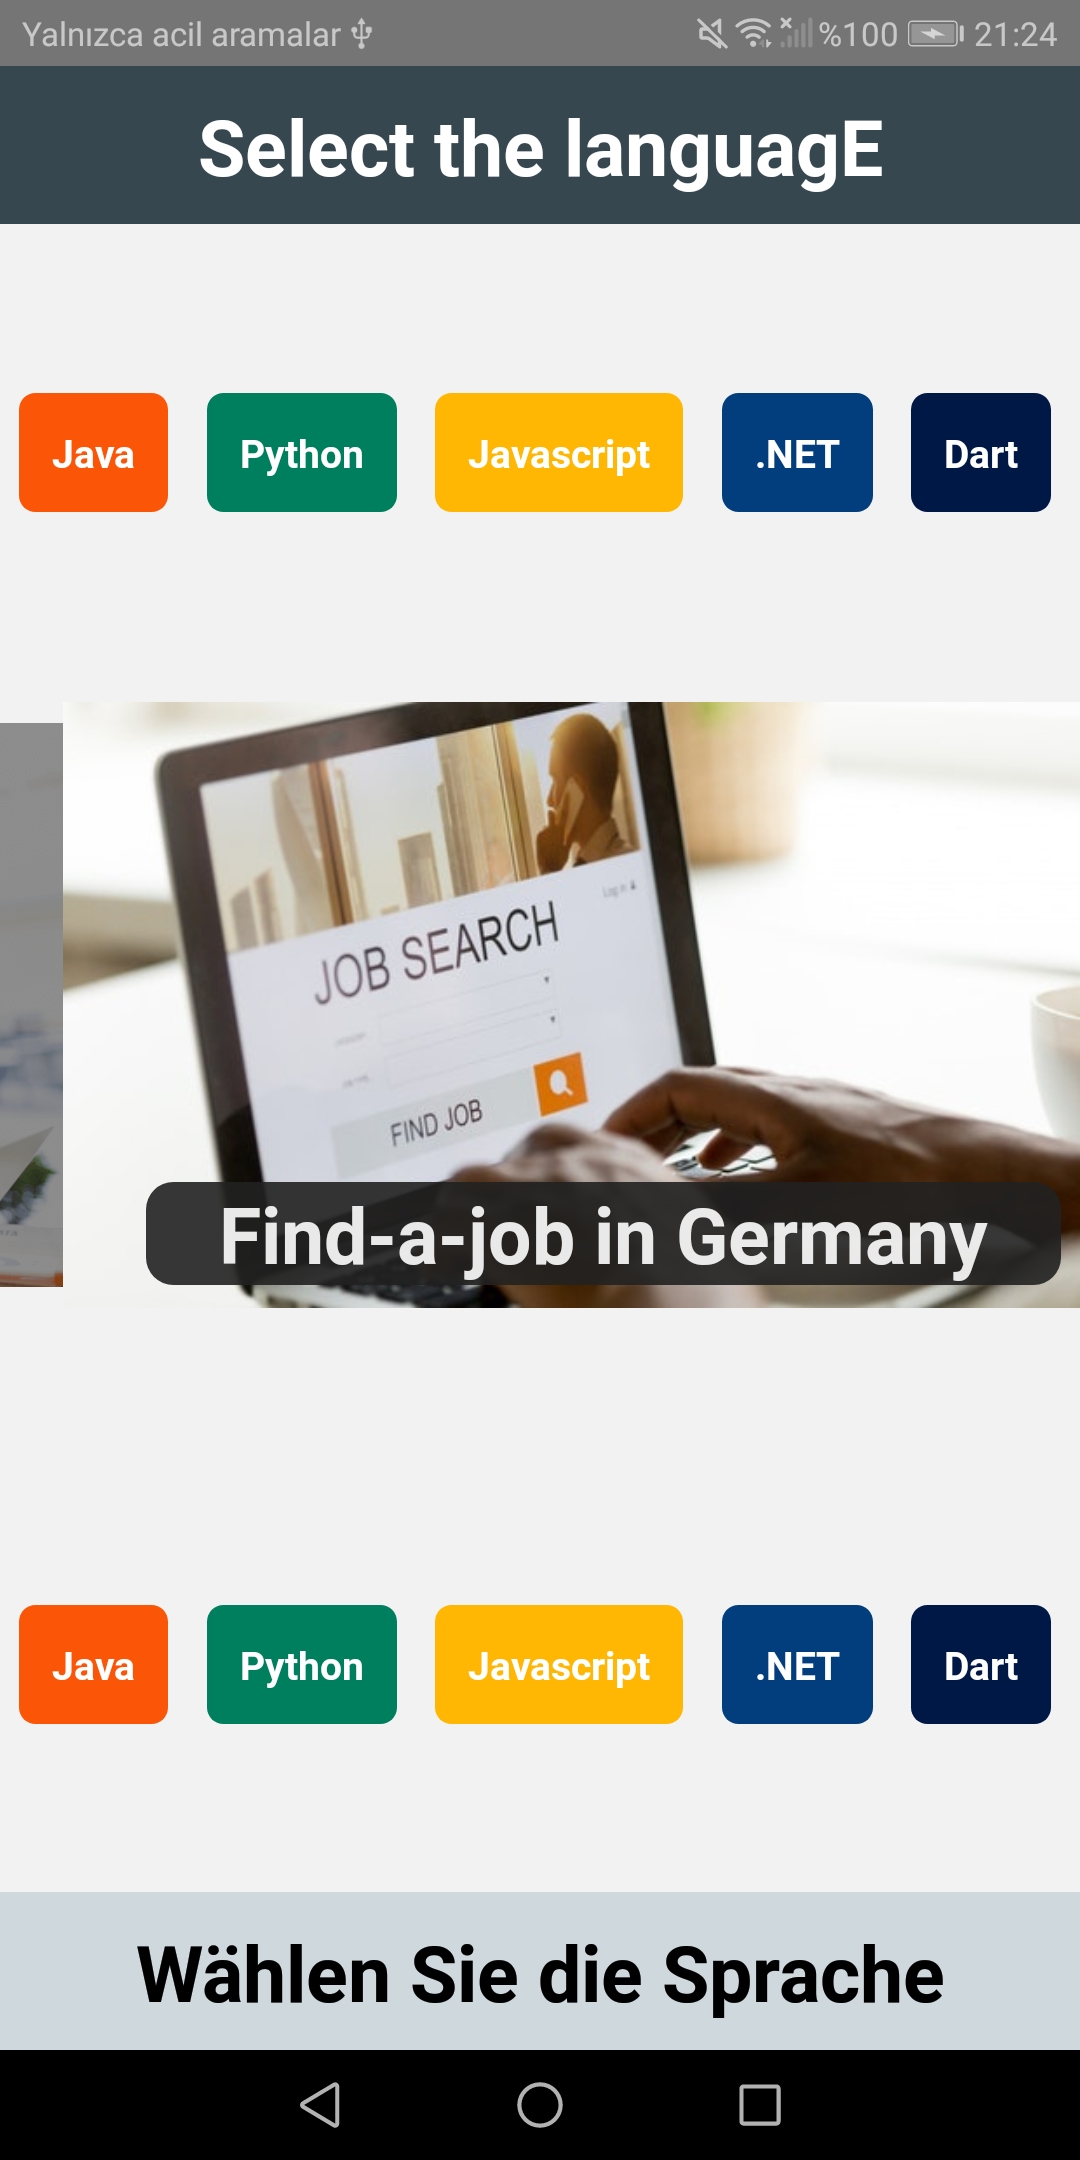 Yalnızca acil aramalar %100 21:24
Select the languagE
Java Python Javascript .NET Dart
Log in
JOB SEARCH
FIND JOB
Find-a-job in Germany
Java Python Javascript .NET Dart
Wählen Sie die Sprache